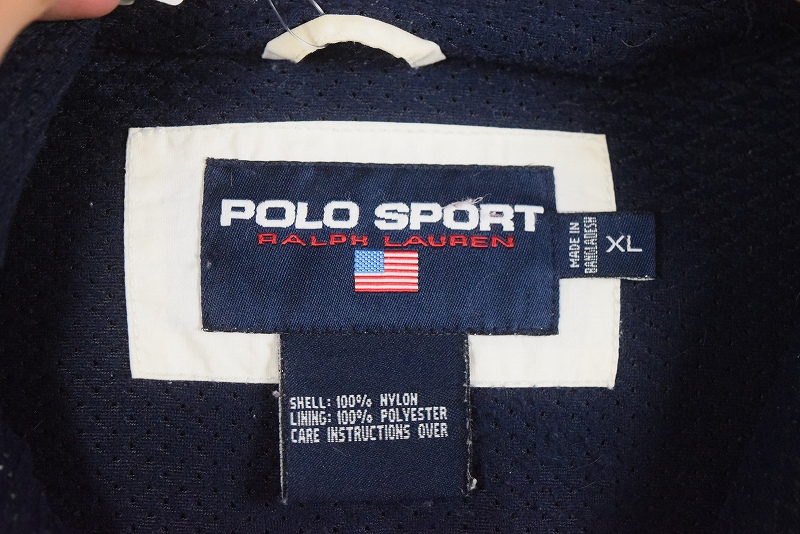 POLO SPORT
RALPH LAUREN
MADE IN
BANGLADESH
XL
SHELL: 100% NYLON
LINING: 100% POLYESTER
CARE INSTRUCTIONS OVER